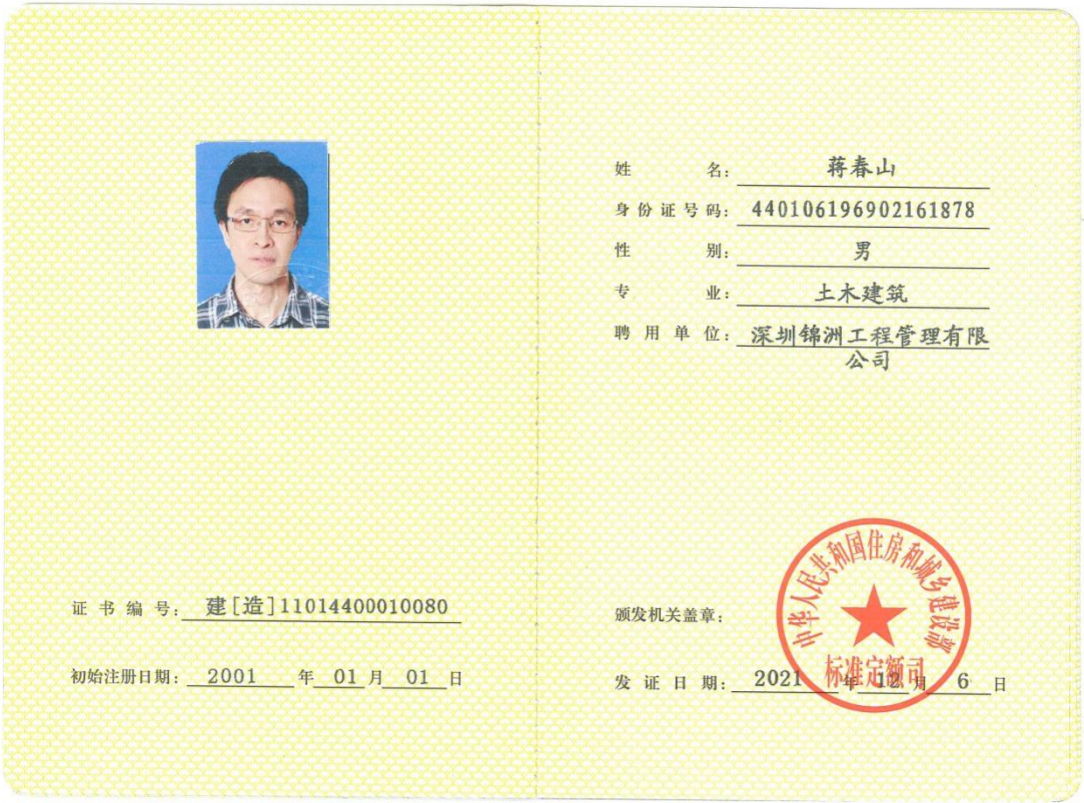 姓名：蒋春山
身份证号码：440106196902161878
性别：男
专业：土木建筑
聘用单位：深圳锦洲工程管理有限
公司
证书编号：建[造]11014400010080
初始注册日期：2001年01月01日
颁发机关盖章：
中华人民共和国住房和城乡建设部
标准定额司
发证日期：2021年12月6日